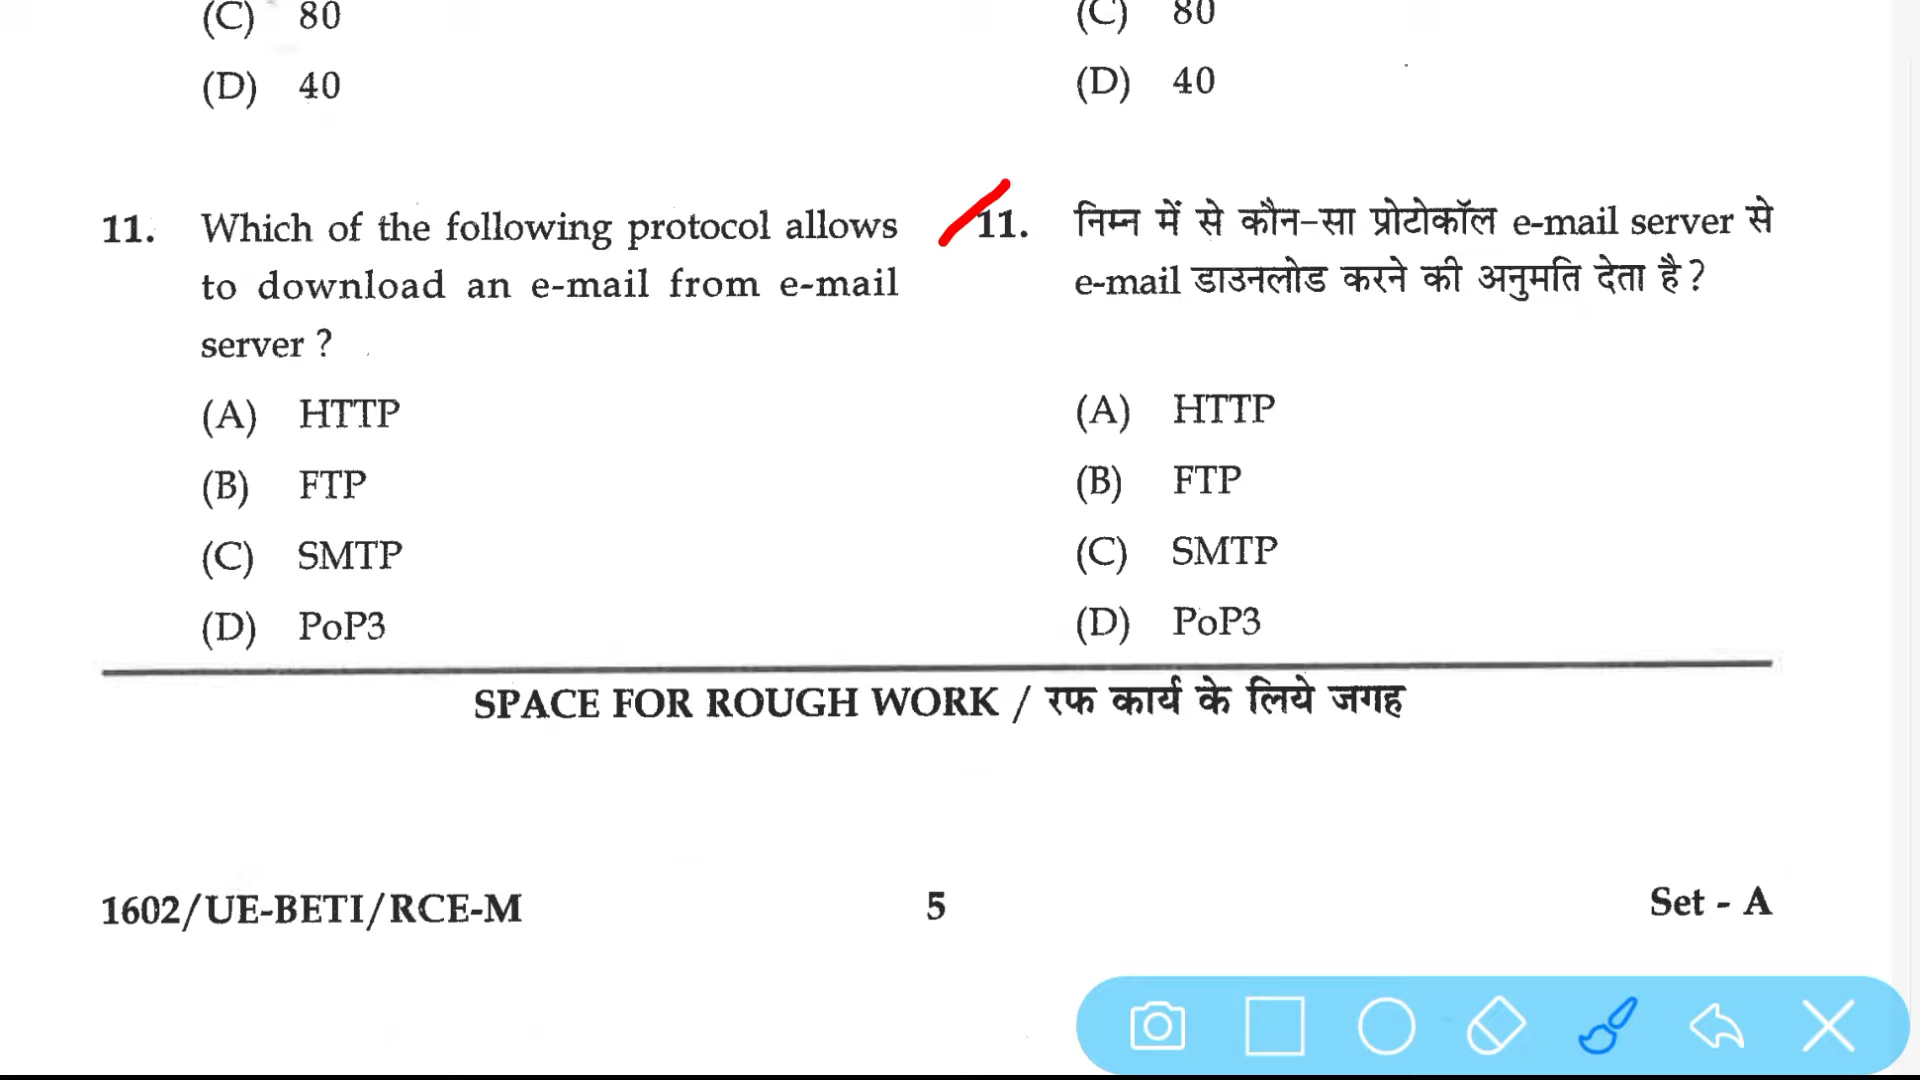 (C) 80
(D) 40
11. Which of the following protocol allows
to download an e-mail from e-mail
server ?
(A) HTTP
(B) FTP
(C) SMTP
(D) PoP3
(C) 80
(D) 40
11. निम्न में से कौन-सा प्रोटोकॉल e-mail server से
e-mail डाउनलोड करने की अनुमति देता है ?
(A) HTTP
(B) FTP
(C) SMTP
(D) PoP3
SPACE FOR ROUGH WORK / रफ कार्य के लिये जगह
1602/UE-BETI/RCE-M 5 Set - A